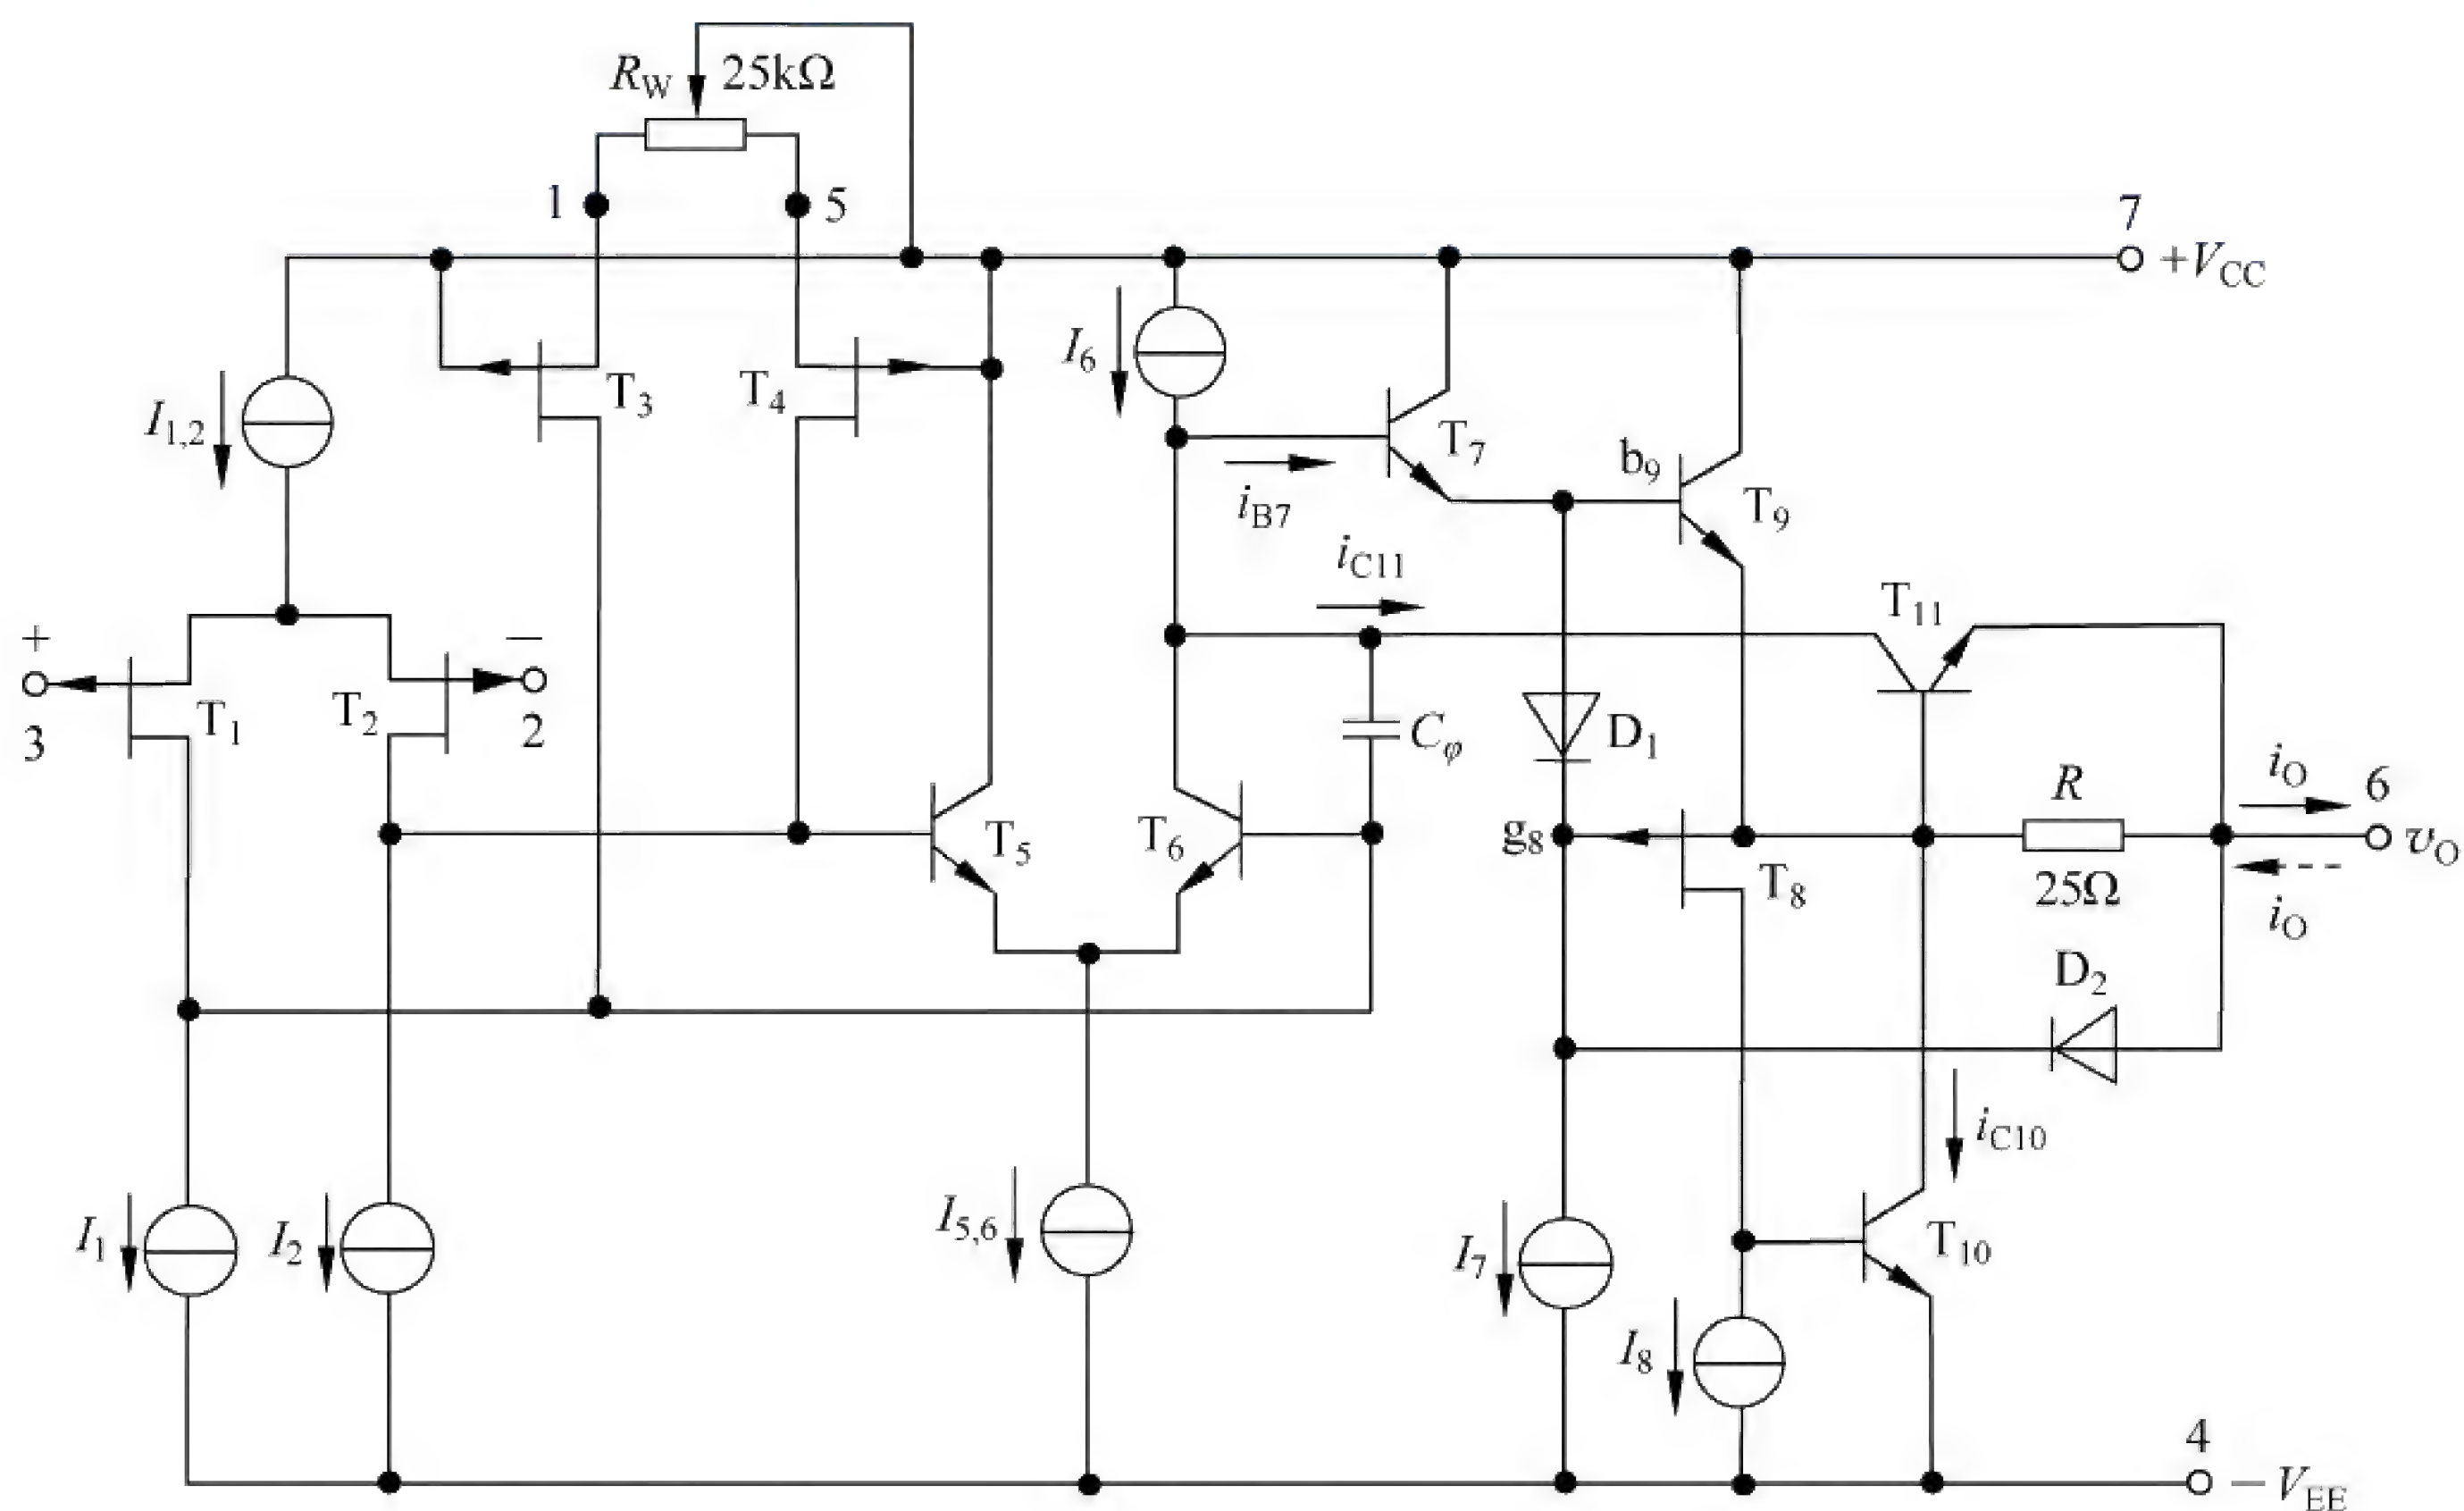 R_W 25kΩ
1 5
7
+V_CC
I_1,2
T_3 T_4
I_6
T_7
b_9
T_9
i_B7
i_C11
T_11
+ −
T_1 T_2
3 2
C_φ
D_1
i_O 6
R
T_5 T_6
g_8
v_O
T_8
25Ω
i_O
D_2
i_C10
I_1 I_2
I_5,6
I_7
T_10
I_8
4
−V_EE